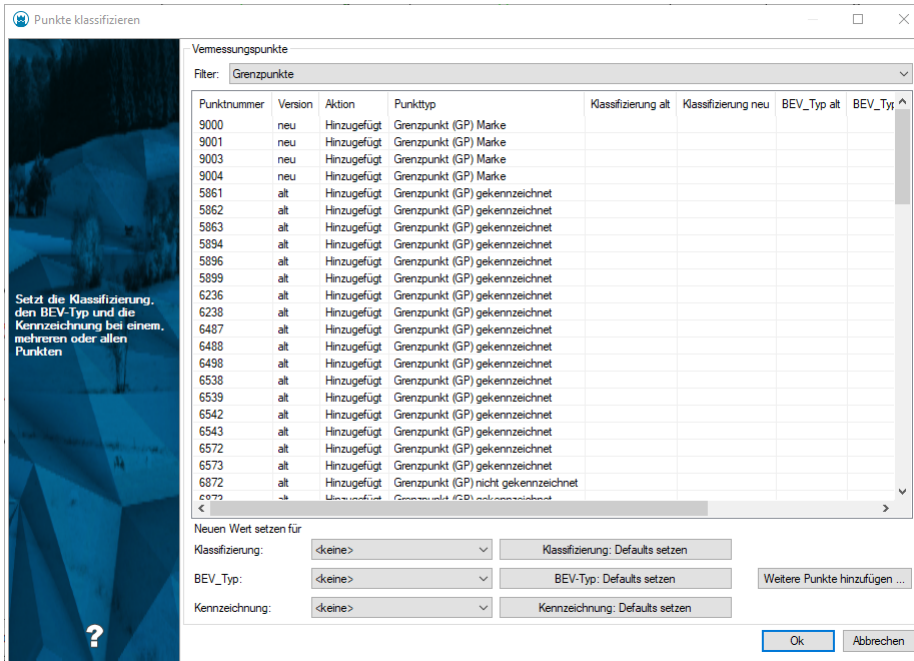 Punkte klassifizieren
Setzt die Klassifizierung,
den BEV-Typ und die
Kennzeichnung bei einem,
mehreren oder allen
Punkten
?
Vermessungspunkte
Filter: Grenzpunkte
Punktnummer Version Aktion Punkttyp Klassifizierung alt Klassifizierung neu BEV_Typ alt BEV_Typ
9000 neu Hinzugefügt Grenzpunkt (GP) Marke
9001 neu Hinzugefügt Grenzpunkt (GP) Marke
9003 neu Hinzugefügt Grenzpunkt (GP) Marke
9004 neu Hinzugefügt Grenzpunkt (GP) Marke
5861 alt Hinzugefügt Grenzpunkt (GP) gekennzeichnet
5862 alt Hinzugefügt Grenzpunkt (GP) gekennzeichnet
5863 alt Hinzugefügt Grenzpunkt (GP) gekennzeichnet
5894 alt Hinzugefügt Grenzpunkt (GP) gekennzeichnet
5896 alt Hinzugefügt Grenzpunkt (GP) gekennzeichnet
5899 alt Hinzugefügt Grenzpunkt (GP) gekennzeichnet
6236 alt Hinzugefügt Grenzpunkt (GP) gekennzeichnet
6238 alt Hinzugefügt Grenzpunkt (GP) gekennzeichnet
6487 alt Hinzugefügt Grenzpunkt (GP) gekennzeichnet
6488 alt Hinzugefügt Grenzpunkt (GP) gekennzeichnet
6498 alt Hinzugefügt Grenzpunkt (GP) gekennzeichnet
6538 alt Hinzugefügt Grenzpunkt (GP) gekennzeichnet
6539 alt Hinzugefügt Grenzpunkt (GP) gekennzeichnet
6542 alt Hinzugefügt Grenzpunkt (GP) gekennzeichnet
6543 alt Hinzugefügt Grenzpunkt (GP) gekennzeichnet
6572 alt Hinzugefügt Grenzpunkt (GP) gekennzeichnet
6573 alt Hinzugefügt Grenzpunkt (GP) gekennzeichnet
6872 alt Hinzugefügt Grenzpunkt (GP) nicht gekennzeichnet
6873 alt Hinzugefügt Grenzpunkt (GP) gekennzeichnet
Neuen Wert setzen für
Klassifizierung: <keine> Klassifizierung: Defaults setzen
BEV_Typ: <keine> BEV-Typ: Defaults setzen Weitere Punkte hinzufügen ...
Kennzeichnung: <keine> Kennzeichnung: Defaults setzen
Ok Abbrechen